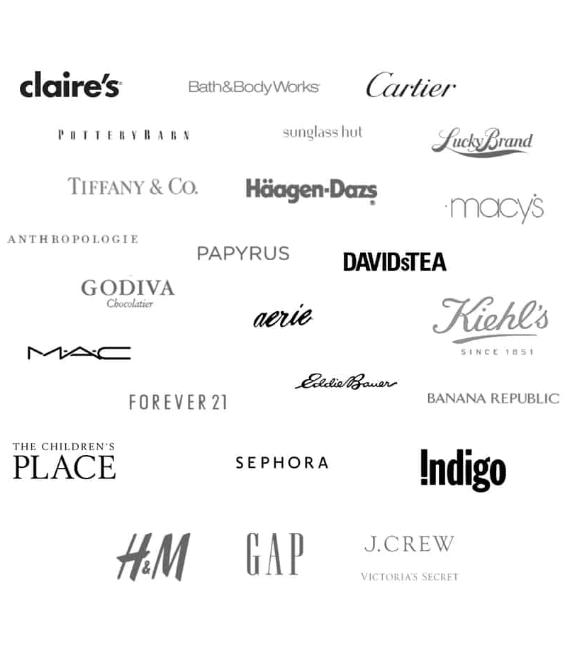 claire's
Bath&BodyWorks
Cartier
POTTERY BARN
sunglass hut
Lucky Brand
TIFFANY & CO.
Häagen-Dazs®
macy's
ANTHROPOLOGIE
PAPYRUS
DAVIDsTEA
GODIVA
Chocolatier
aerie
Kiehl's
SINCE 1851
M·A·C
Eddie Bauer
FOREVER 21
BANANA REPUBLIC
THE CHILDREN'S
PLACE
SEPHORA
!ndigo
H&M
GAP
J.CREW
VICTORIA'S SECRET